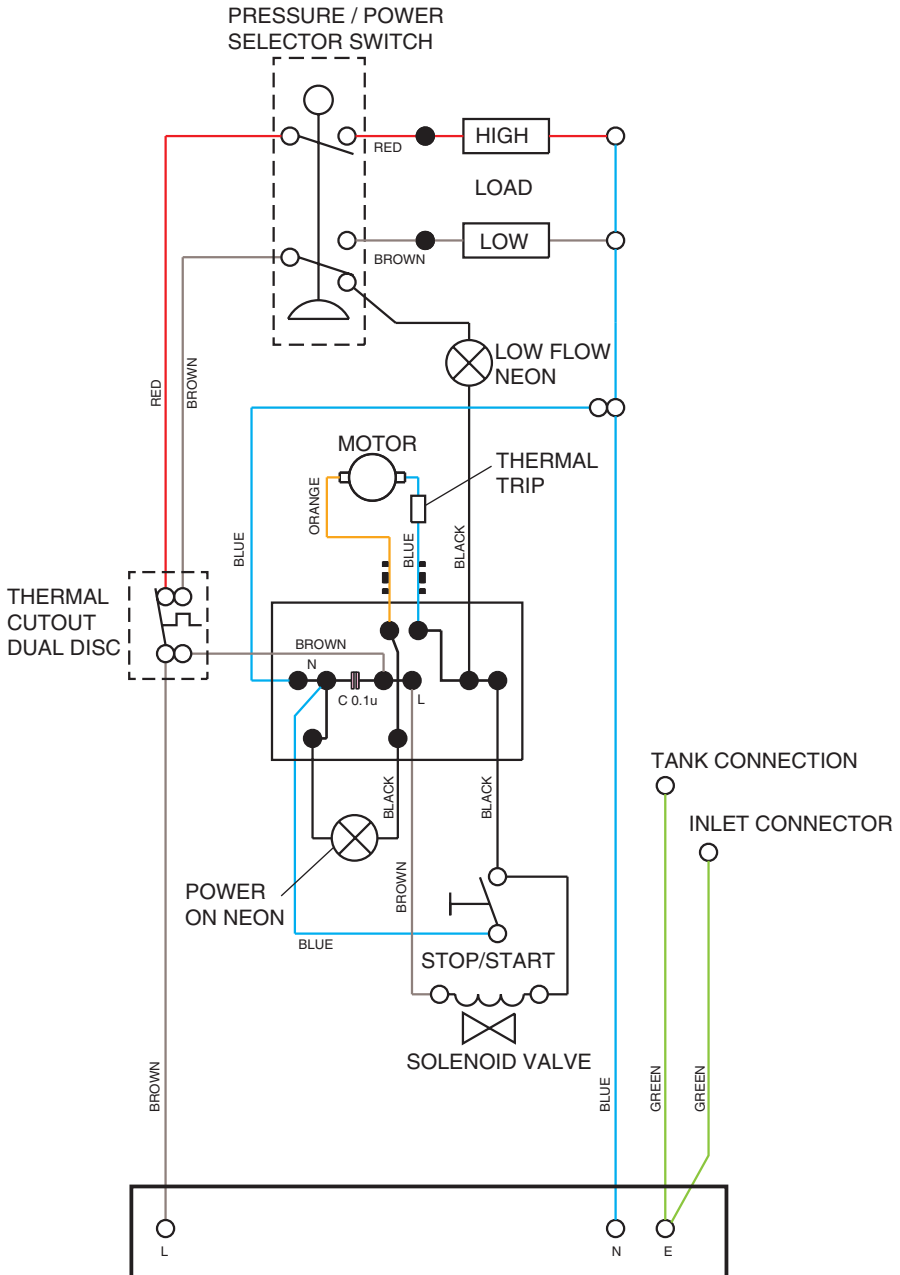 PRESSURE / POWER
SELECTOR SWITCH
RED
HIGH
LOAD
BROWN
LOW
LOW FLOW
NEON
RED
BROWN
MOTOR
THERMAL
TRIP
ORANGE
BLUE
BLUE
BLACK
THERMAL
CUTOUT
DUAL DISC
BROWN
N
C 0.1u
L
BLACK
BLACK
TANK CONNECTION
INLET CONNECTOR
POWER
ON NEON
BROWN
BLUE
STOP/START
SOLENOID VALVE
BROWN
BLUE
GREEN
GREEN
L
N
E